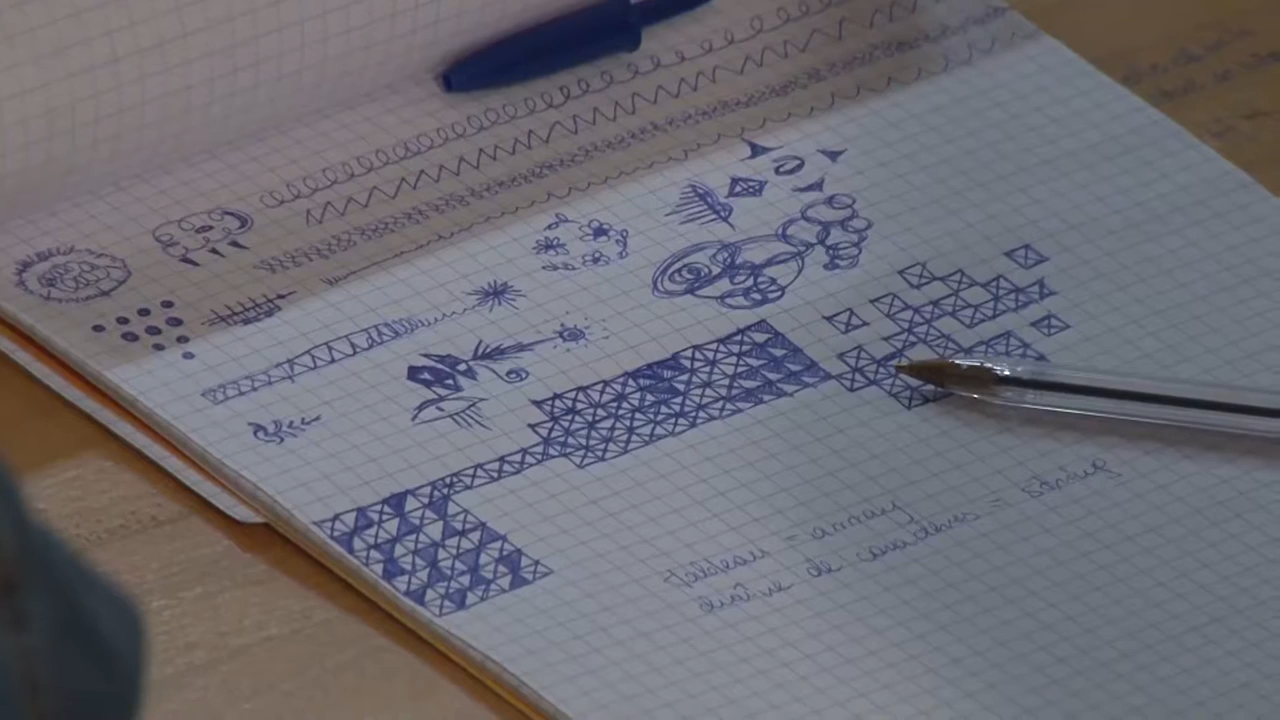 tableau = array
chaîne de caractères = string